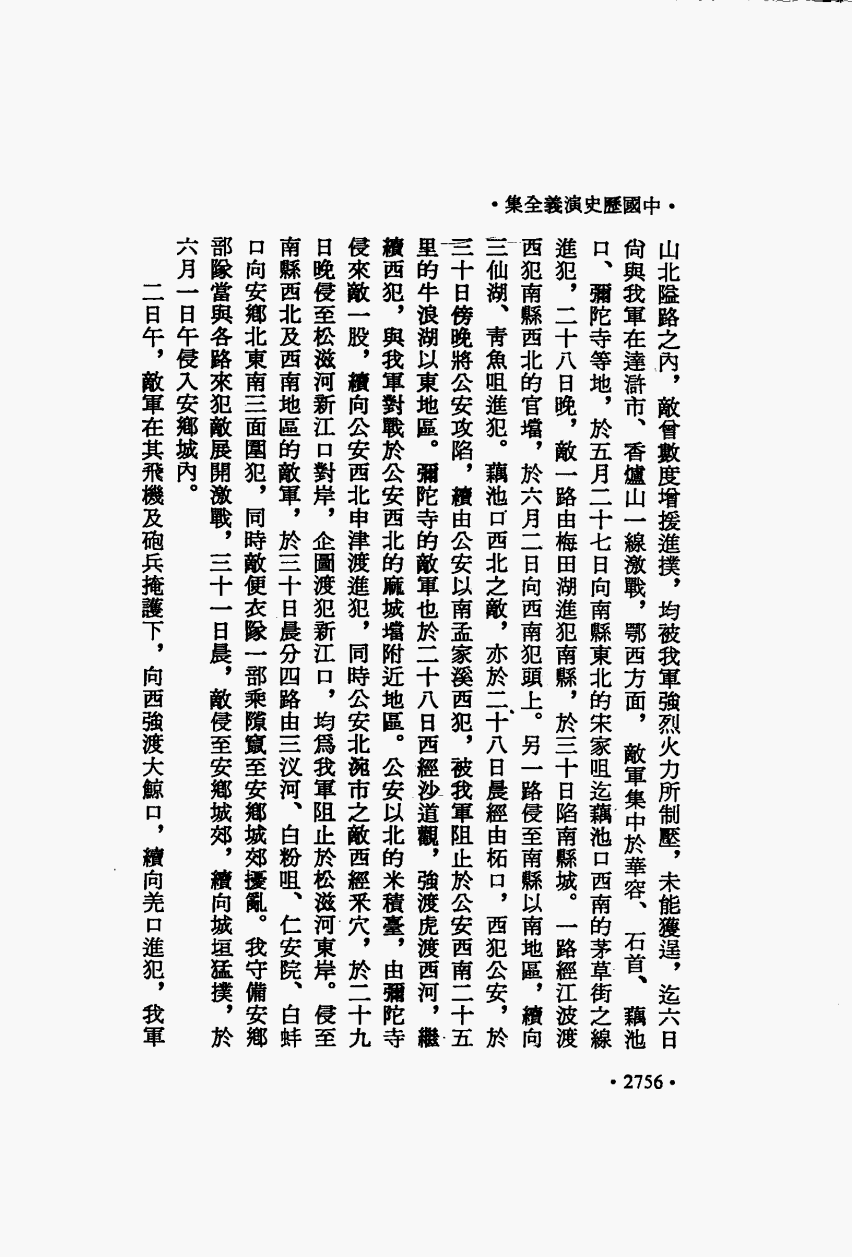 •中國歷史演義全集•
山北隘路之內，敵曾數度增援進撲，均被我軍強烈火力所制壓，未能獲逞，迄六日
尙與我軍在達滸市、香爐山一線激戰，鄂西方面，敵軍集中於華容、石首、藕池
口、彌陀寺等地，於五月二十七日向南縣東北的宋家咀迄藕池口西南的茅草街之線
進犯，二十八日晚，敵一路由梅田湖進犯南縣，於三十日陷南縣城。一路經江波渡
西犯南縣西北的官壋，於六月二日向西南犯頭上。另一路侵至南縣以南地區，續向
三仙湖、靑魚咀進犯。藕池口西北之敵，亦於二十八日晨經由柘口，西犯公安，於
三十日傍晚將公安攻陷，續由公安以南孟家溪西犯，被我軍阻止於公安西南二十五
里的牛浪湖以東地區。彌陀寺的敵軍也於二十八日西經沙道觀，強渡虎渡西河，繼
續西犯，與我軍對戰於公安西北的麻城壋附近地區。公安以北的米積臺，由彌陀寺
侵來敵一股，續向公安西北申津渡進犯，同時公安北涴市之敵西經釆穴，於二十九
日晚侵至松滋河新江口對岸，企圖渡犯新江口，均爲我軍阻止於松滋河東岸。侵至
南縣西北及西南地區的敵軍，於三十日晨分四路由三汊河、白粉咀、仁安院、白蚌
口向安鄉北東南三面圍犯，同時敵便衣隊一部乘隙竄至安鄉城郊擾亂。我守備安鄉
部隊當與各路來犯敵展開激戰，三十一日晨，敵侵至安鄉城郊，續向城垣猛撲，於
六月一日午侵入安鄉城內。
二日午，敵軍在其飛機及砲兵掩護下，向西強渡大鯨口，續向羌口進犯，我軍
•2756•